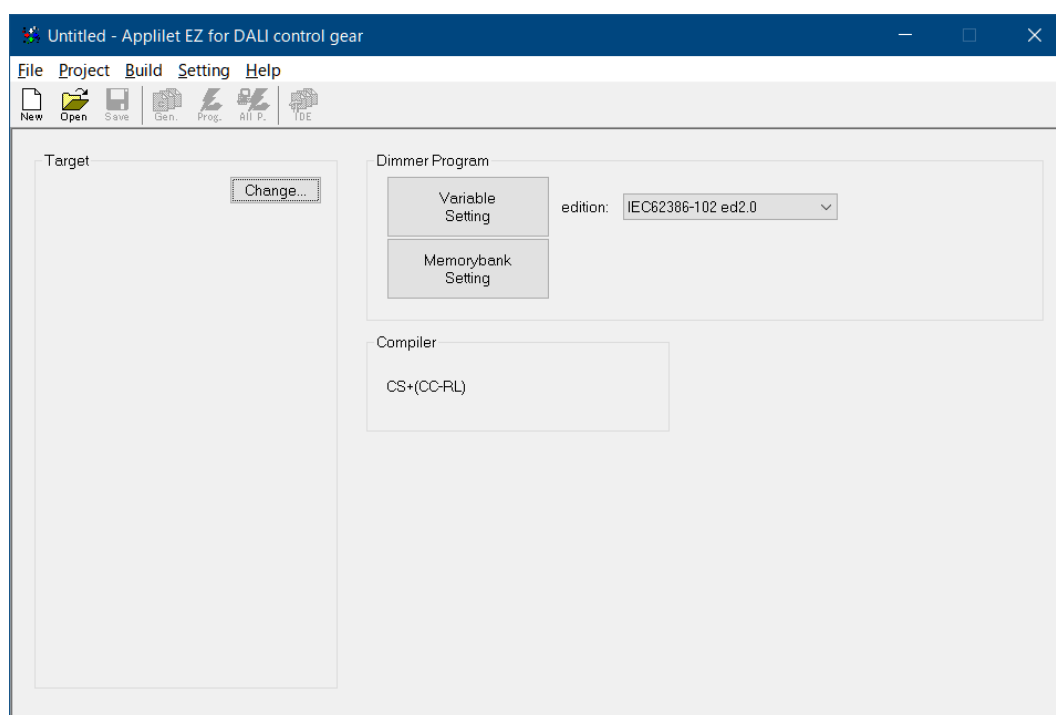 Untitled - Applilet EZ for DALI control gear
File Project Build Setting Help
New Open Save Gen. Prog. All P. IDE
Target
Change...
Dimmer Program
Variable
Setting
edition: IEC62386-102 ed2.0
Memorybank
Setting
Compiler
CS+(CC-RL)